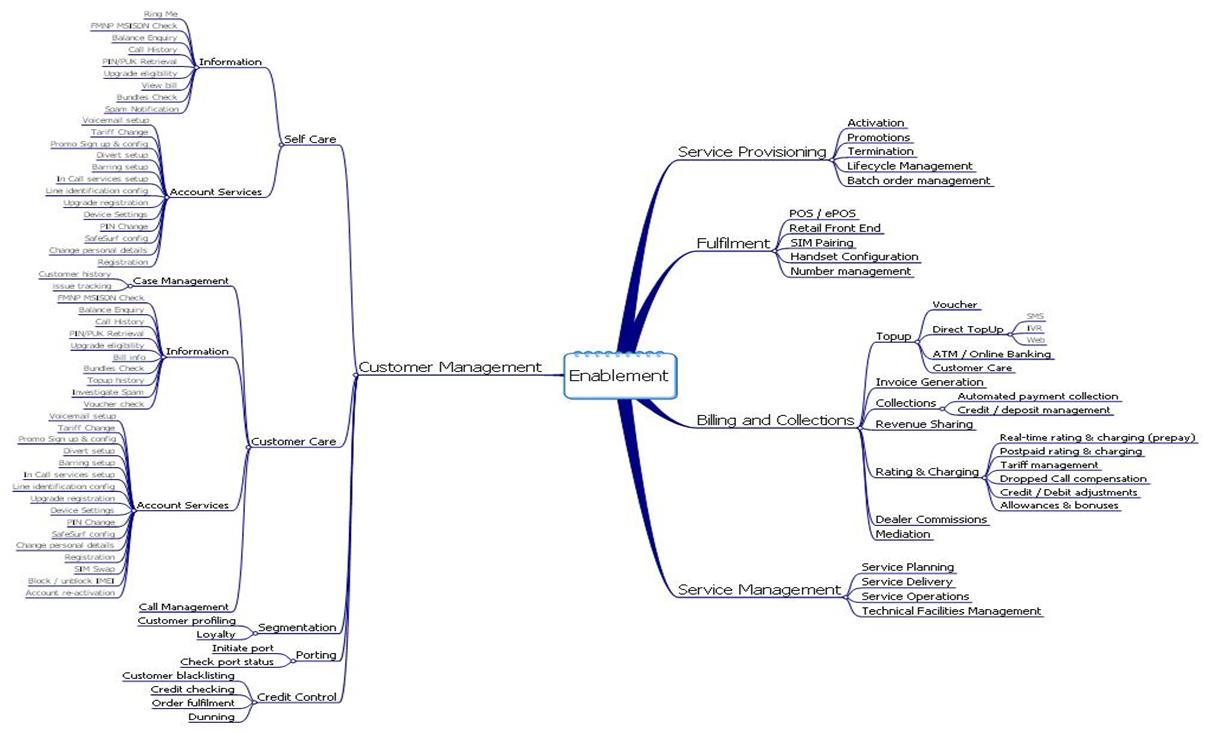 Enablement
Customer Management
Self Care
Information
Ring Me
FMNP MSISDN Check
Balance Enquiry
Call History
PIN/PUK Retrieval
Upgrade eligibility
View bill
Bundles Check
Spam Notification
Account Services
Voicemail setup
Tariff Change
Promo Sign up & config
Divert setup
Barring setup
In Call services setup
Line identification config
Upgrade registration
Device Settings
PIN Change
SafeSurf config
Change personal details
Registration
Customer Care
Case Management
Customer history
issue tracking
Information
FMNP MSISDN Check
Balance Enquiry
Call History
PIN/PUK Retrieval
Upgrade eligibility
Bill info
Bundles Check
Topup history
Investigate Spam
Voucher check
Account Services
Voicemail setup
Tariff Change
Promo Sign up & config
Divert setup
Barring setup
In Call services setup
Line identification config
Upgrade registration
Device Settings
PIN Change
SafeSurf config
Change personal details
Registration
SIM Swap
Block / unblock IMEI
Account re-activation
Call Management
Segmentation
Customer profiling
Loyalty
Porting
Initiate port
Check port status
Credit Control
Customer blacklisting
Credit checking
Order fulfilment
Dunning
Service Provisioning
Activation
Promotions
Termination
Lifecycle Management
Batch order management
Fulfilment
POS / ePOS
Retail Front End
SIM Pairing
Handset Configuration
Number management
Billing and Collections
Topup
Voucher
Direct TopUp
SMS
IVR
Web
ATM / Online Banking
Customer Care
Invoice Generation
Collections
Automated payment collection
Credit / deposit management
Revenue Sharing
Rating & Charging
Real-time rating & charging (prepay)
Postpaid rating & charging
Tariff management
Dropped Call compensation
Credit / Debit adjustments
Allowances & bonuses
Dealer Commissions
Mediation
Service Management
Service Planning
Service Delivery
Service Operations
Technical Facilities Management